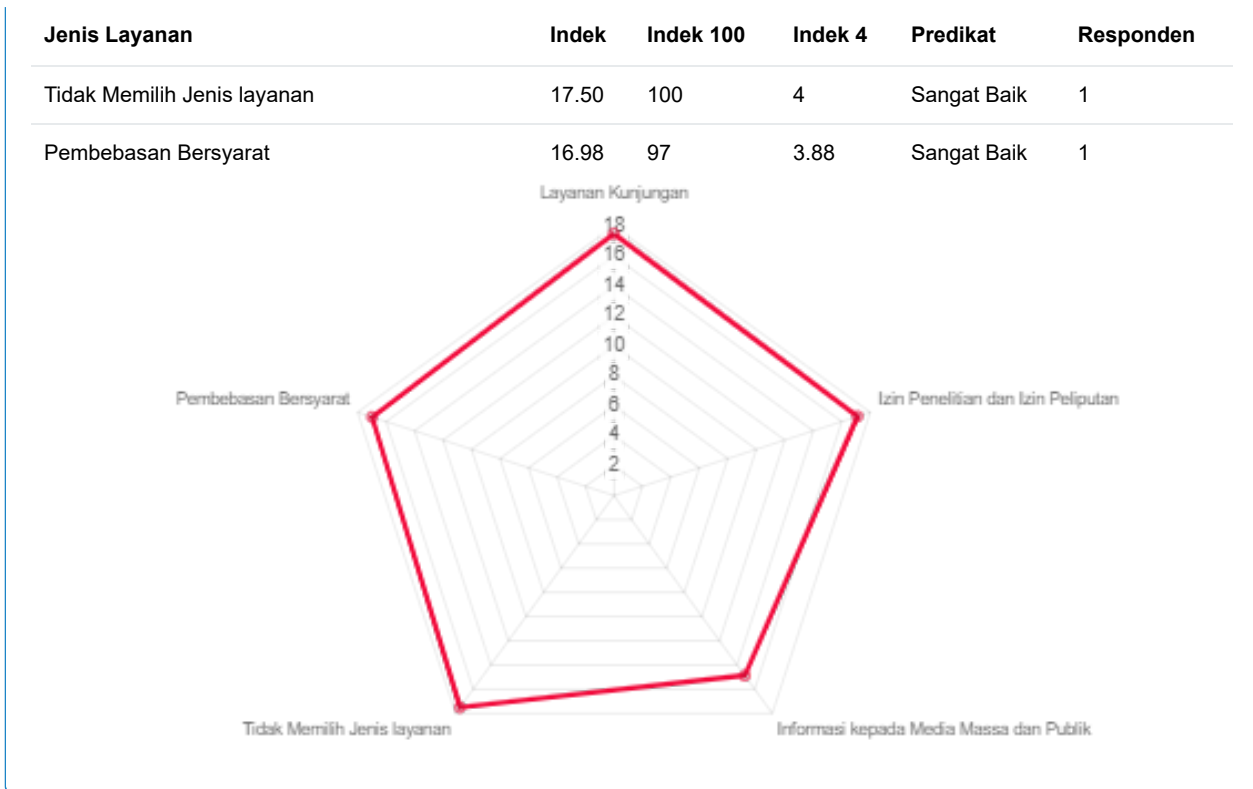 Jenis Layanan Indek Indek 100 Indek 4 Predikat Responden
Tidak Memilih Jenis layanan 17.50 100 4 Sangat Baik 1
Pembebasan Bersyarat 16.98 97 3.88 Sangat Baik 1
Layanan Kunjungan
18
16
14
12
10
8
6
4
2
Pembebasan Bersyarat
Izin Penelitian dan Izin Peliputan
Tidak Memilih Jenis layanan
Informasi kepada Media Massa dan Publik